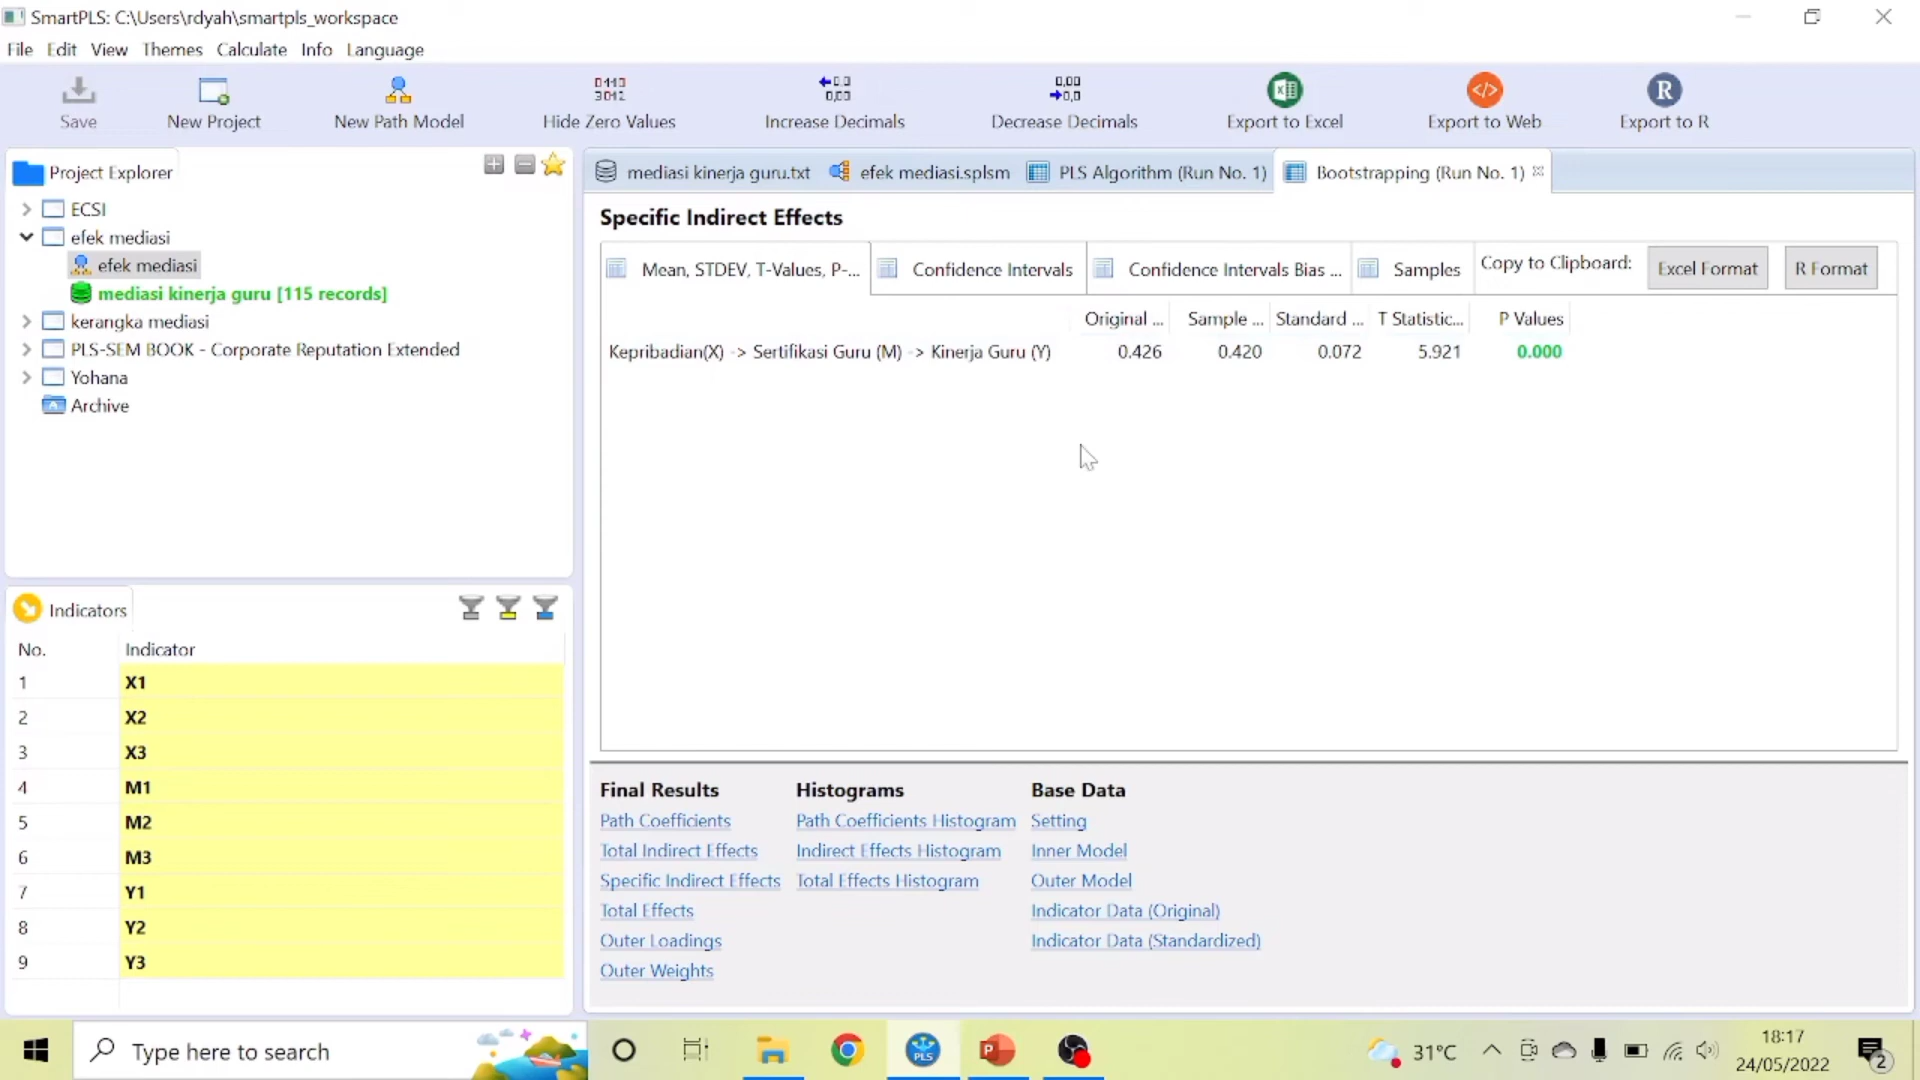 SmartPLS: C:\Users\rdyah\smartpls_workspace
File Edit View Themes Calculate Info Language
Save New Project New Path Model Hide Zero Values Increase Decimals Decrease Decimals Export to Excel Export to Web Export to R
Project Explorer
ECSI
efek mediasi
efek mediasi
mediasi kinerja guru [115 records]
kerangka mediasi
PLS-SEM BOOK - Corporate Reputation Extended
Yohana
Archive
Indicators
No. Indicator
1 X1
2 X2
3 X3
4 M1
5 M2
6 M3
7 Y1
8 Y2
9 Y3
mediasi kinerja guru.txt efek mediasi.splsm PLS Algorithm (Run No. 1) Bootstrapping (Run No. 1)
Specific Indirect Effects
Mean, STDEV, T-Values, P-... Confidence Intervals Confidence Intervals Bias ... Samples Copy to Clipboard: Excel Format R Format
Original ... Sample ... Standard ... T Statistic... P Values
Kepribadian(X) -> Sertifikasi Guru (M) -> Kinerja Guru (Y) 0.426 0.420 0.072 5.921 0.000
Final Results Histograms Base Data
Path Coefficients Path Coefficients Histogram Setting
Total Indirect Effects Indirect Effects Histogram Inner Model
Specific Indirect Effects Total Effects Histogram Outer Model
Total Effects Indicator Data (Original)
Outer Loadings Indicator Data (Standardized)
Outer Weights
Type here to search
31°C
18:17
24/05/2022
2